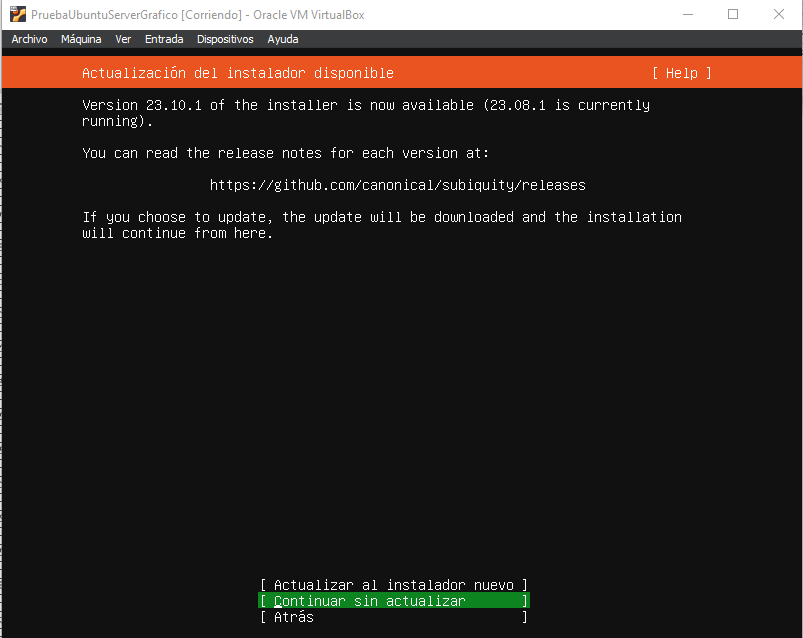 PruebaUbuntuServerGrafico [Corriendo] - Oracle VM VirtualBox
Archivo Máquina Ver Entrada Dispositivos Ayuda
Actualización del instalador disponible [ Help ]
Version 23.10.1 of the installer is now available (23.08.1 is currently
running).
You can read the release notes for each version at:
https://github.com/canonical/subiquity/releases
If you choose to update, the update will be downloaded and the installation
will continue from here.
[ Actualizar al instalador nuevo ]
[ Continuar sin actualizar ]
[ Atrás ]